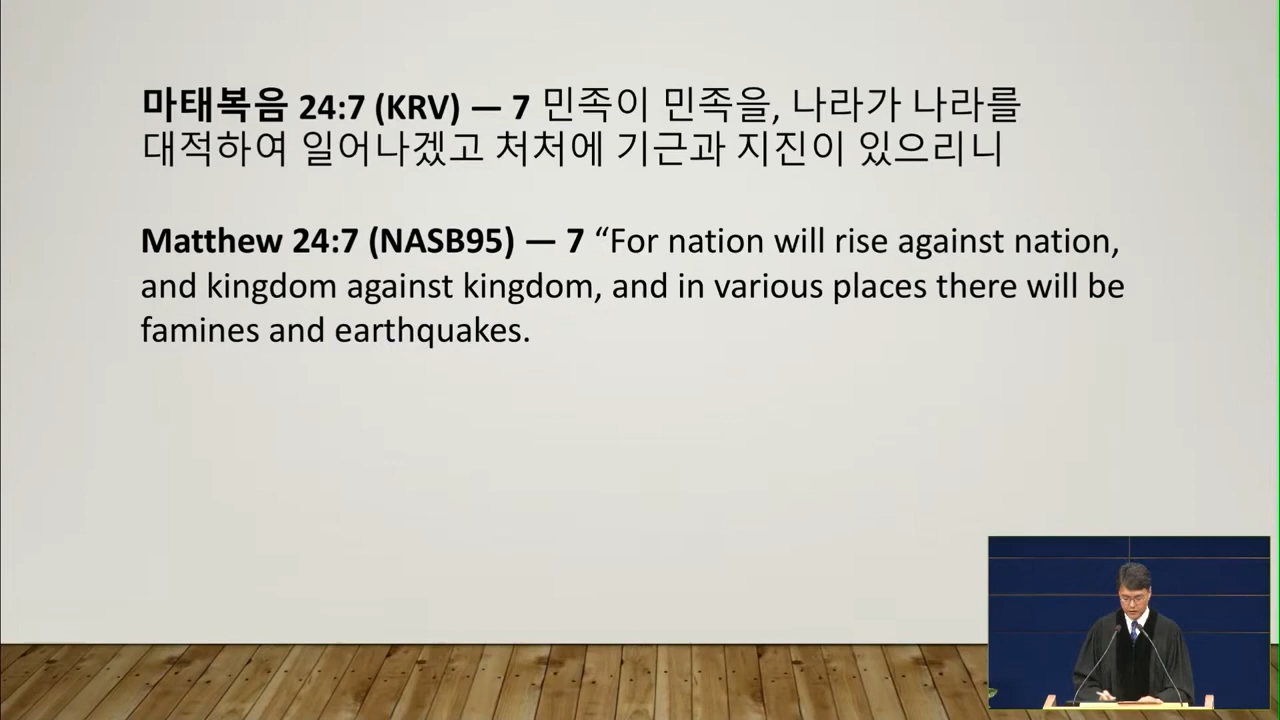 마태복음 24:7 (KRV) — 7 민족이 민족을, 나라가 나라를
대적하여 일어나겠고 처처에 기근과 지진이 있으리니
Matthew 24:7 (NASB95) — 7 “For nation will rise against nation,
and kingdom against kingdom, and in various places there will be
famines and earthquakes.